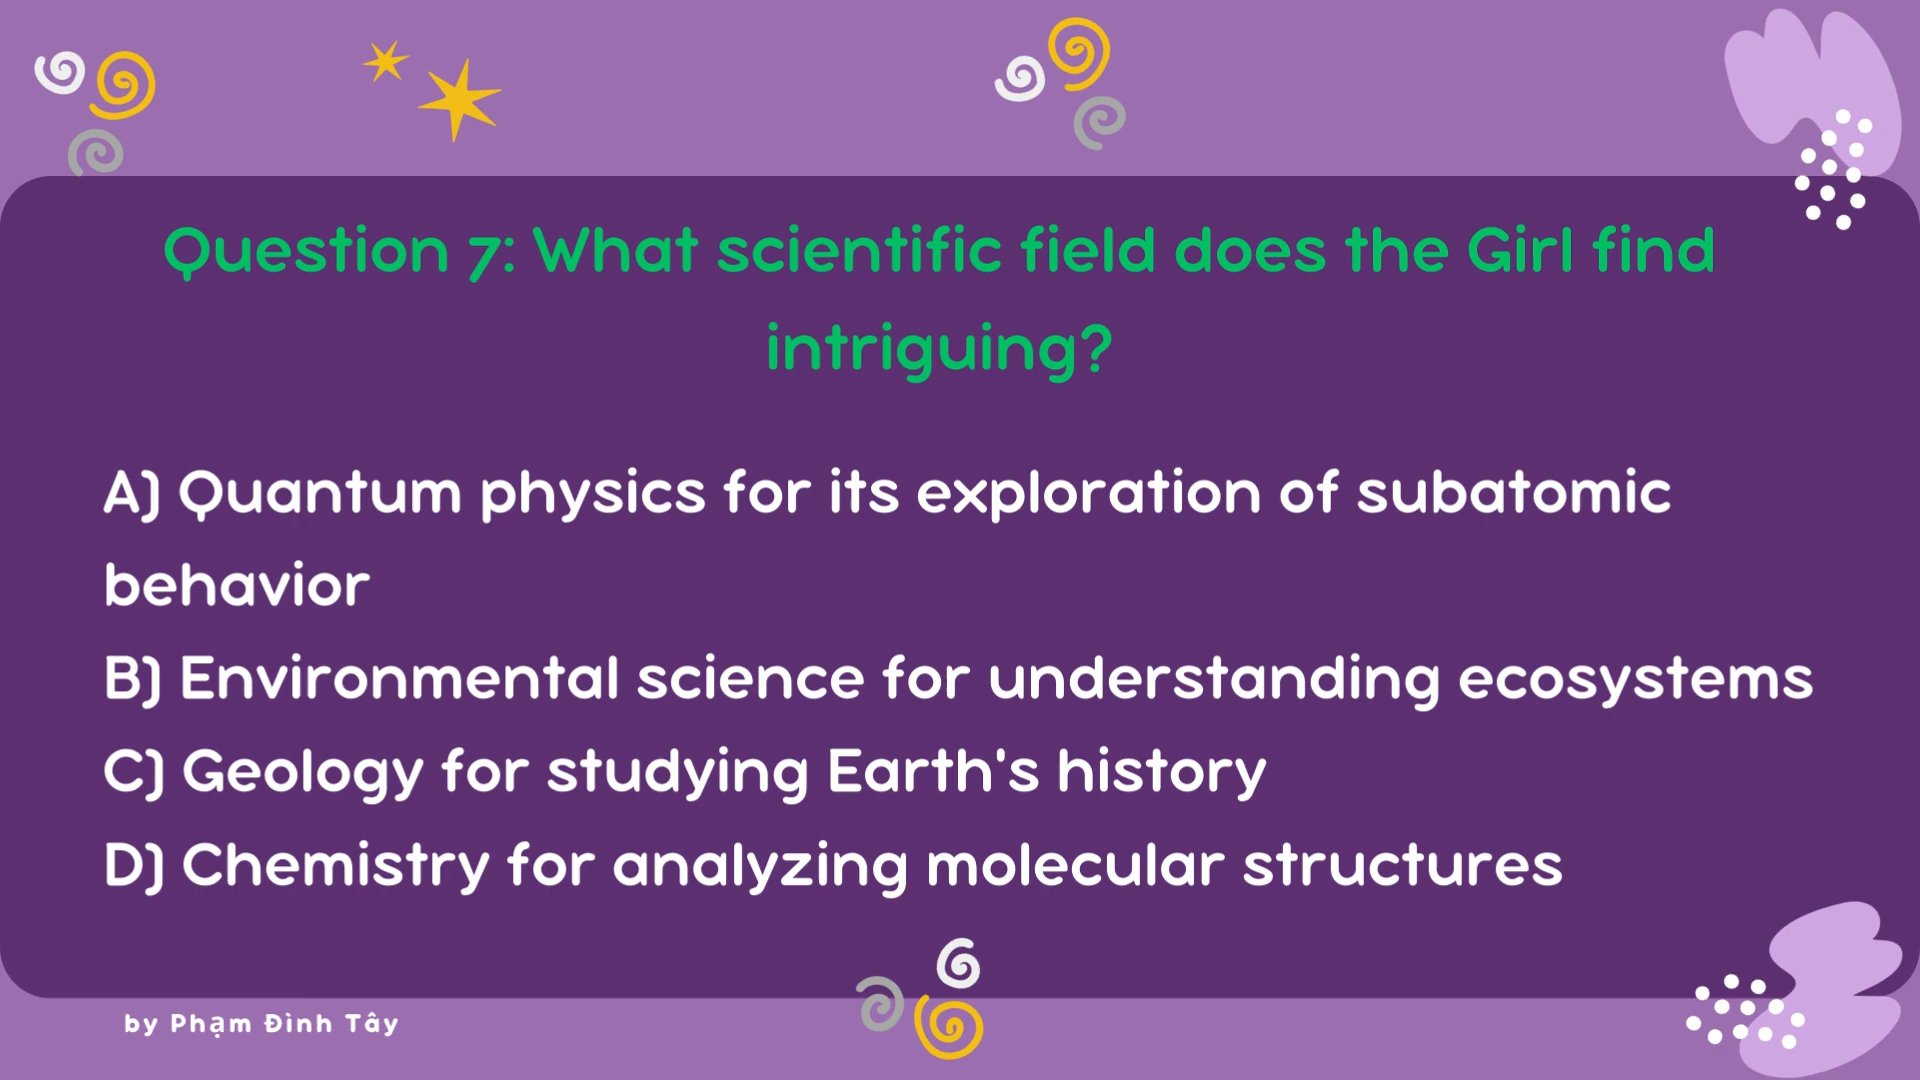 Question 7: What scientific field does the Girl find
intriguing?
A) Quantum physics for its exploration of subatomic
behavior
B) Environmental science for understanding ecosystems
C) Geology for studying Earth's history
D) Chemistry for analyzing molecular structures
by Phạm Đình Tây